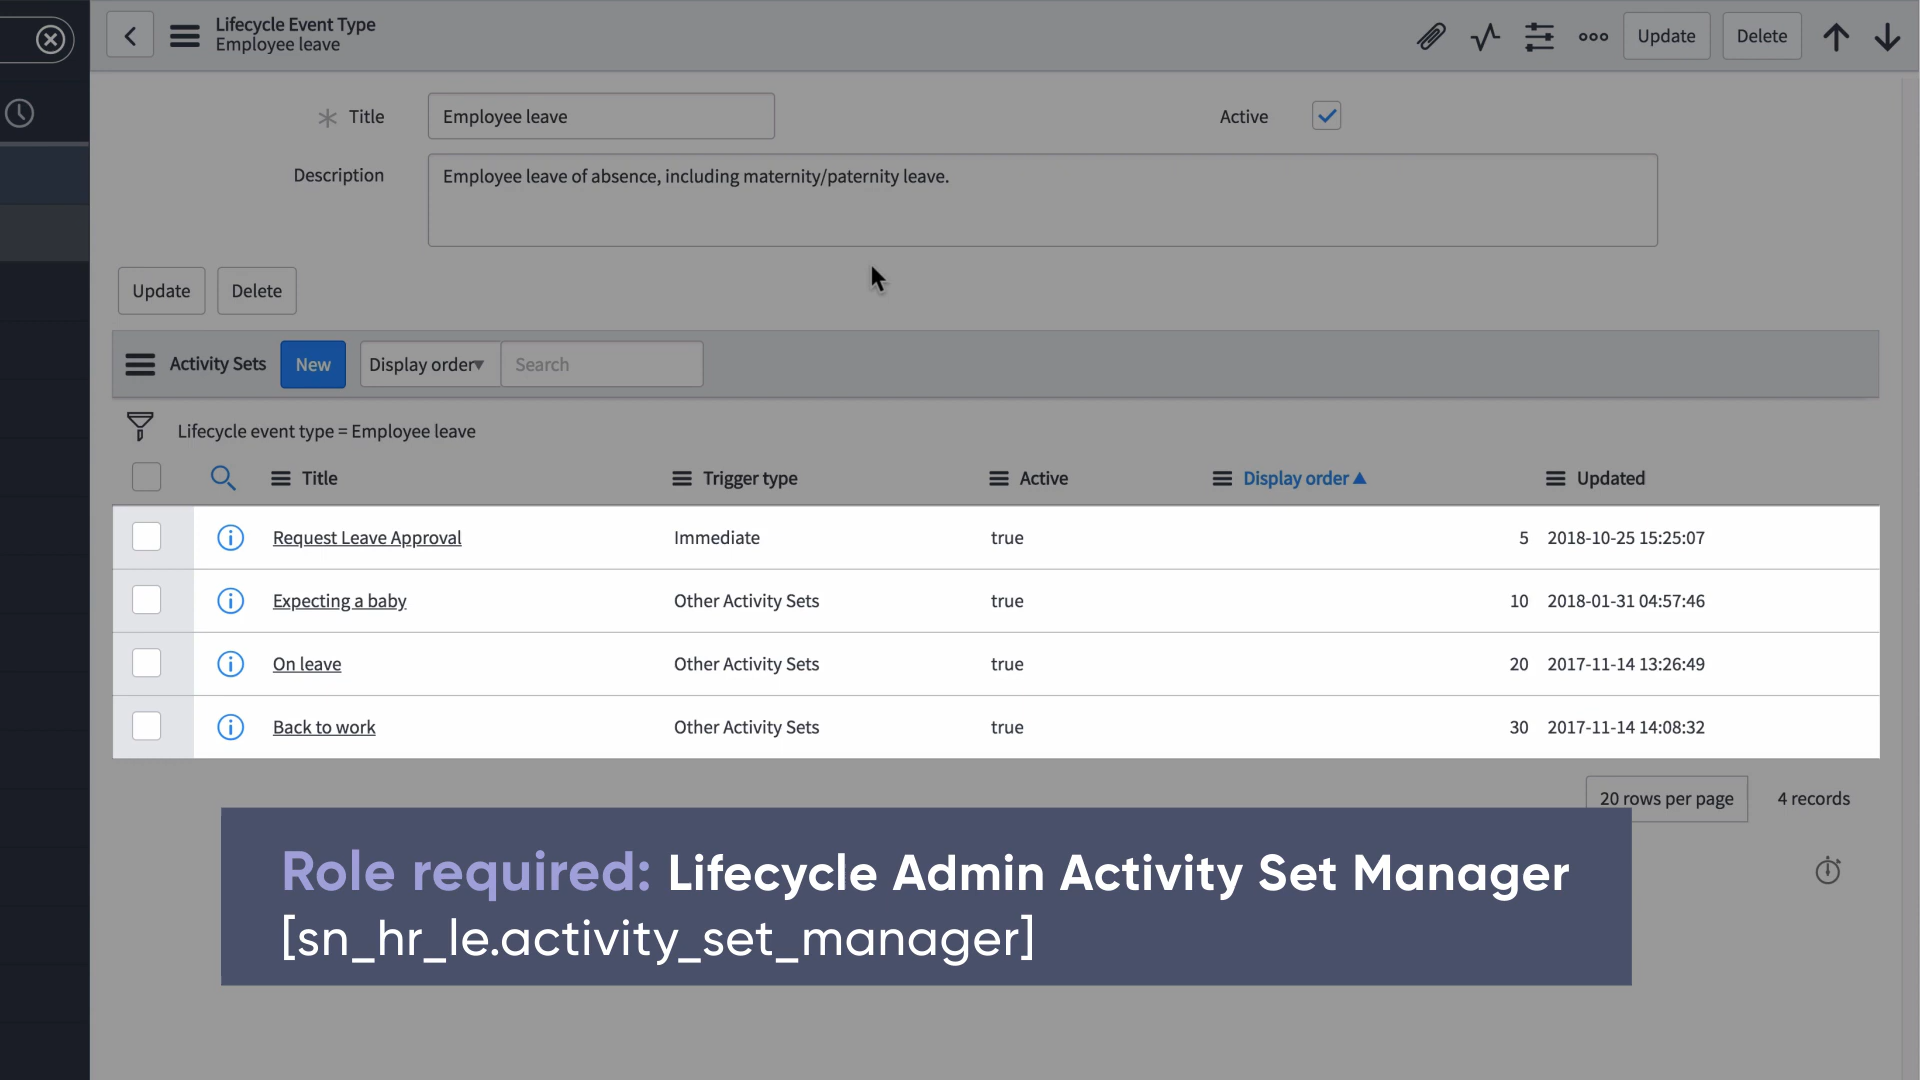 Lifecycle Event Type
Employee leave
Update
Delete
Title
Employee leave
Active
Description
Employee leave of absence, including maternity/paternity leave.
Update
Delete
Activity Sets
New
Display order
Search
Lifecycle event type = Employee leave
Title Trigger type Active Display order Updated
Request Leave Approval Immediate true 5 2018-10-25 15:25:07
Expecting a baby Other Activity Sets true 10 2018-01-31 04:57:46
On leave Other Activity Sets true 20 2017-11-14 13:26:49
Back to work Other Activity Sets true 30 2017-11-14 14:08:32
20 rows per page 4 records
Role required: Lifecycle Admin Activity Set Manager
[sn_hr_le.activity_set_manager]